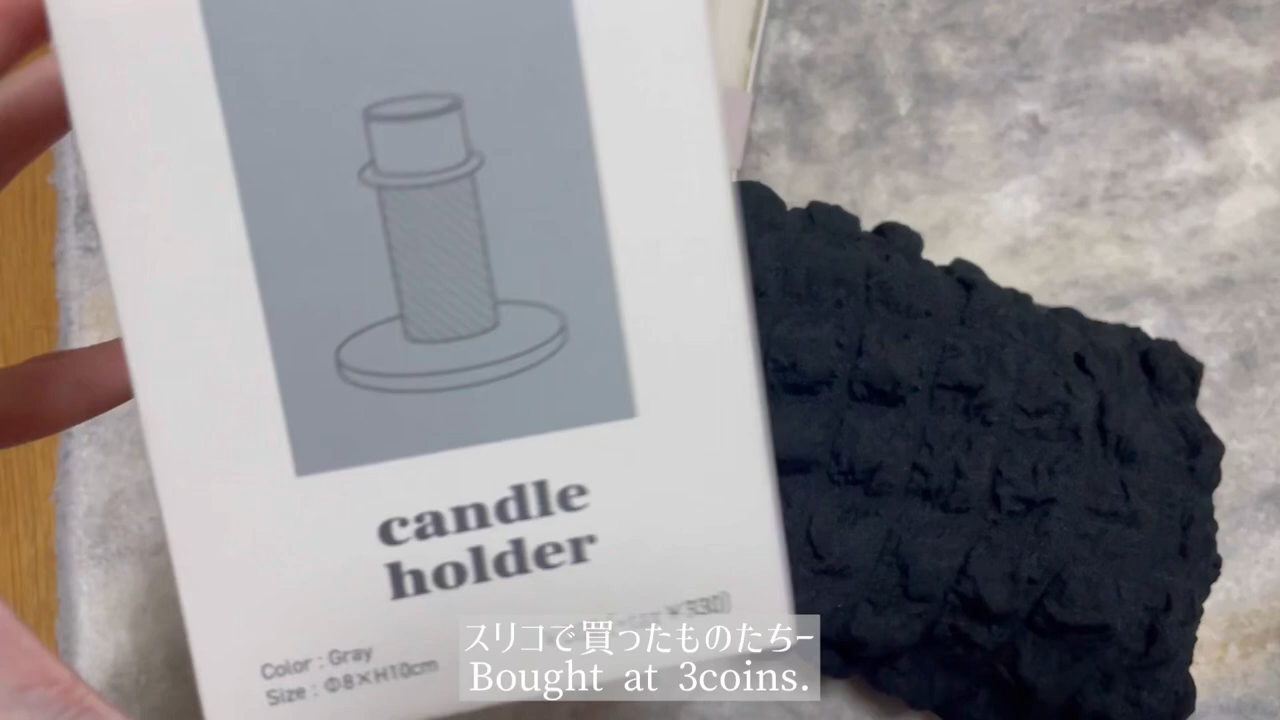 candle
holder
Color : Gray
Size : Φ8×H10cm
スリコで買ったものたちｰ
Bought at 3coins.